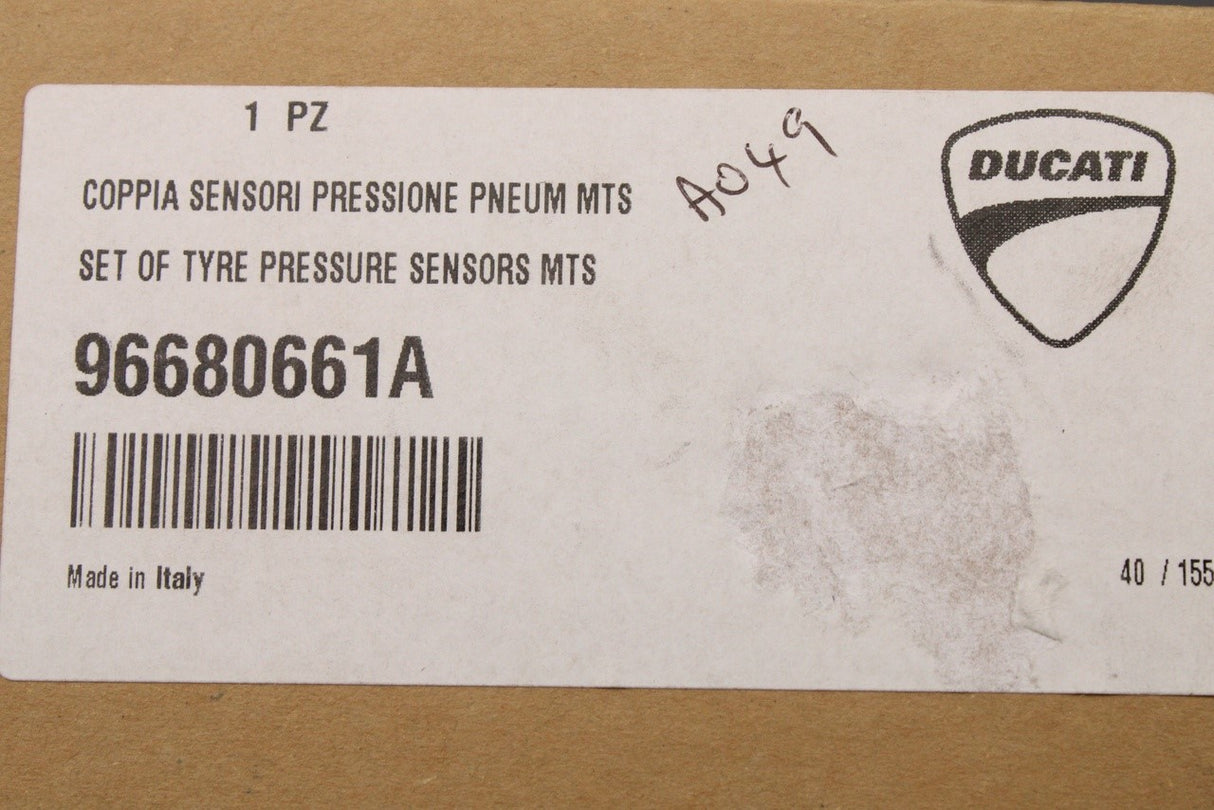 1 PZ
A049
DUCATI
COPPIA SENSORI PRESSIONE PNEUM MTS
SET OF TYRE PRESSURE SENSORS MTS
96680661A
Made in Italy
40 / 155